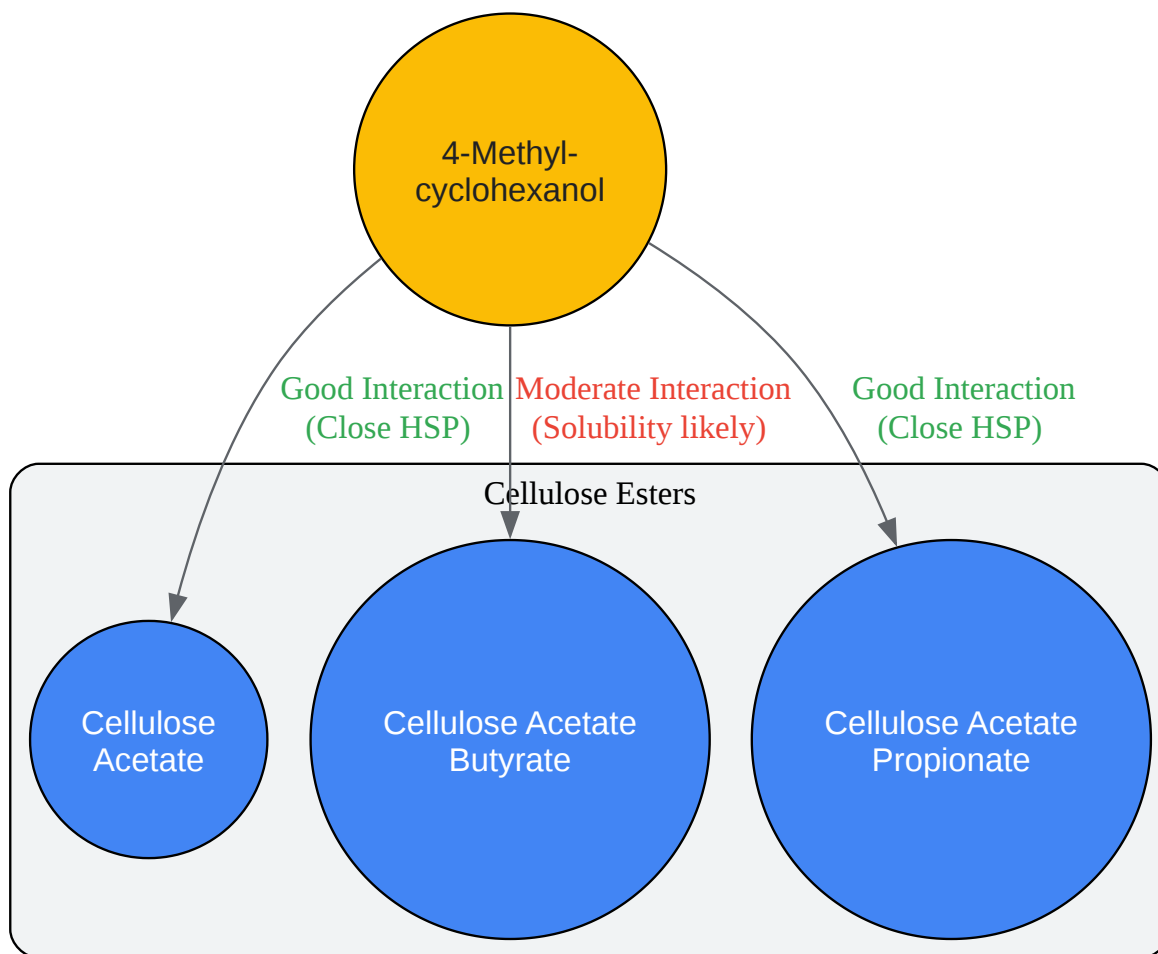 4-Methyl-
cyclohexanol
Good Interaction
(Close HSP)
Moderate Interaction
(Solubility likely)
Good Interaction
(Close HSP)
Cellulose Esters
Cellulose
Acetate
Cellulose Acetate
Butyrate
Cellulose Acetate
Propionate